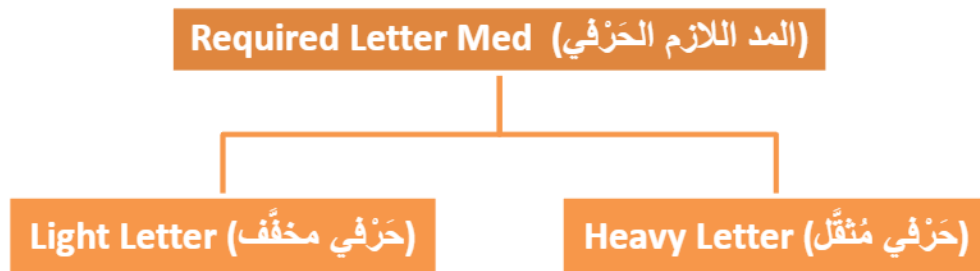 Required Letter Med (المد اللازم الحَرْفي)
Light Letter (حَرْفي مخفَّف)
Heavy Letter (حَرْفي مُثقَّل)